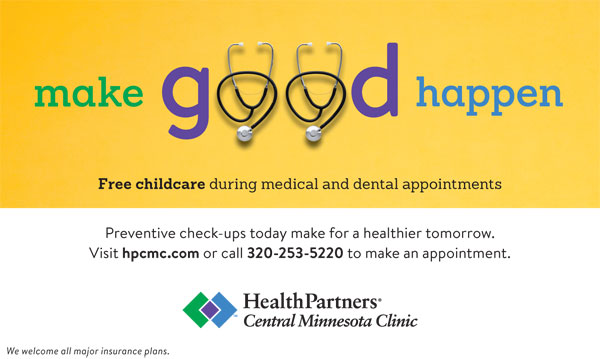 make good happen
Free childcare during medical and dental appointments
Preventive check-ups today make for a healthier tomorrow.
Visit hpcmc.com or call 320-253-5220 to make an appointment.
HealthPartners®
Central Minnesota Clinic
We welcome all major insurance plans.